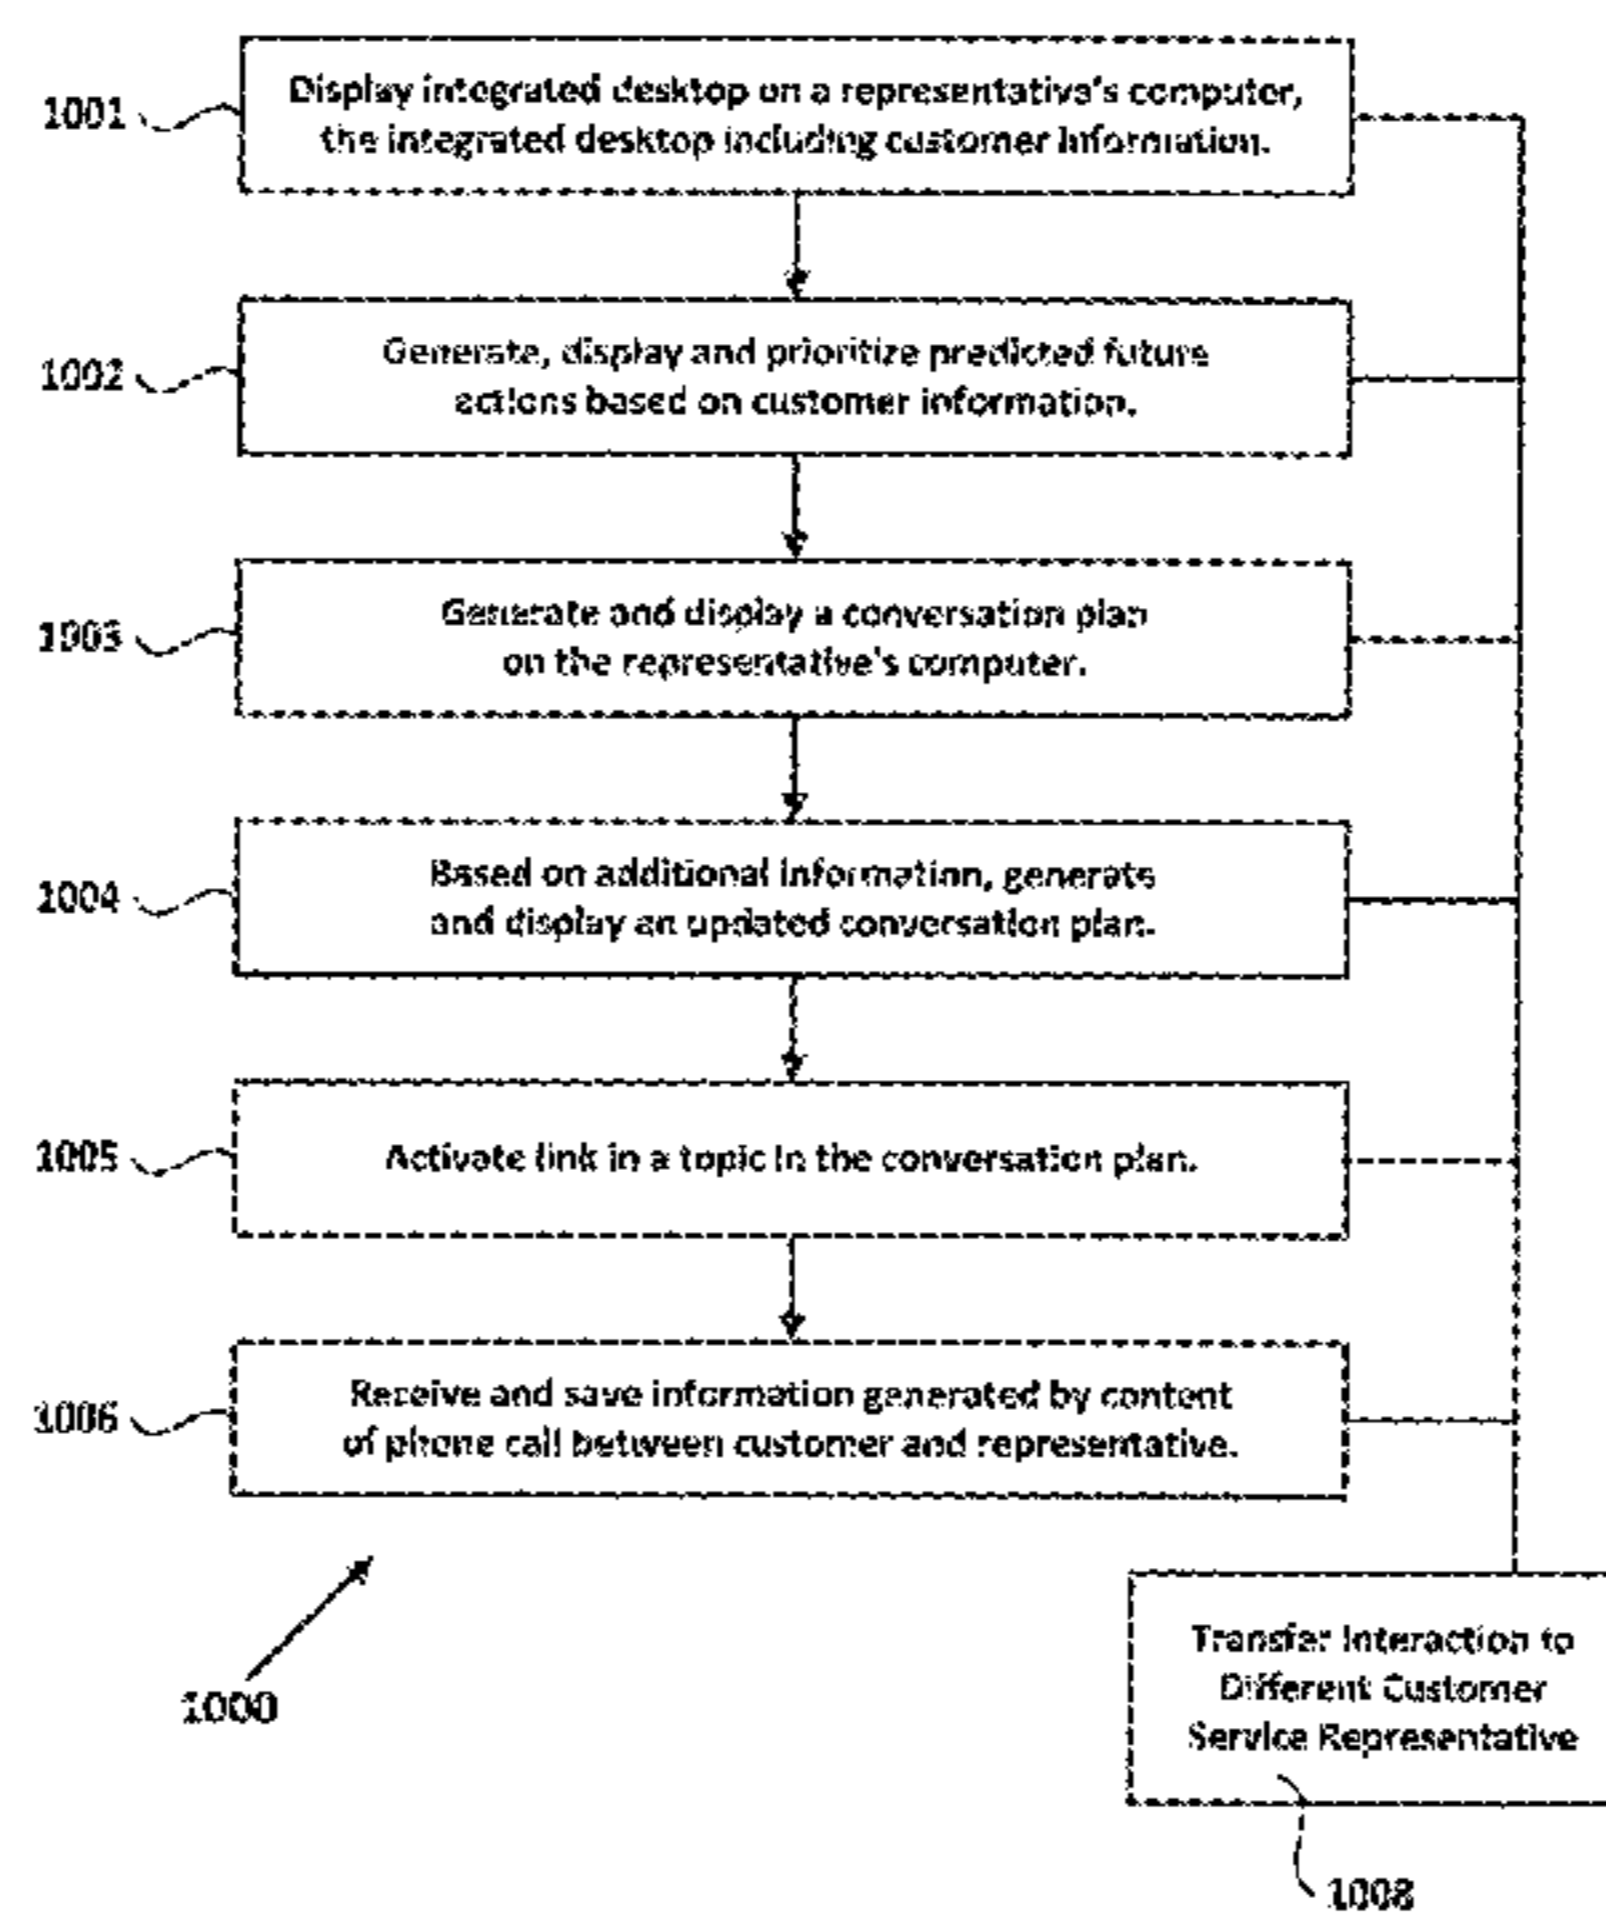 1001
Display integrated desktop on a representative's computer,
the integrated desktop including customer information.
1002
Generate, display and prioritize predicted future
actions based on customer information.
1003
Generate and display a conversation plan
on the representative's computer.
1004
Based on additional information, generate
and display an updated conversation plan.
1005
Activate link in a topic in the conversation plan.
1006
Receive and save information generated by content
of phone call between customer and representative.
1000
Transfer Interaction to
Different Customer
Service Representative
1008